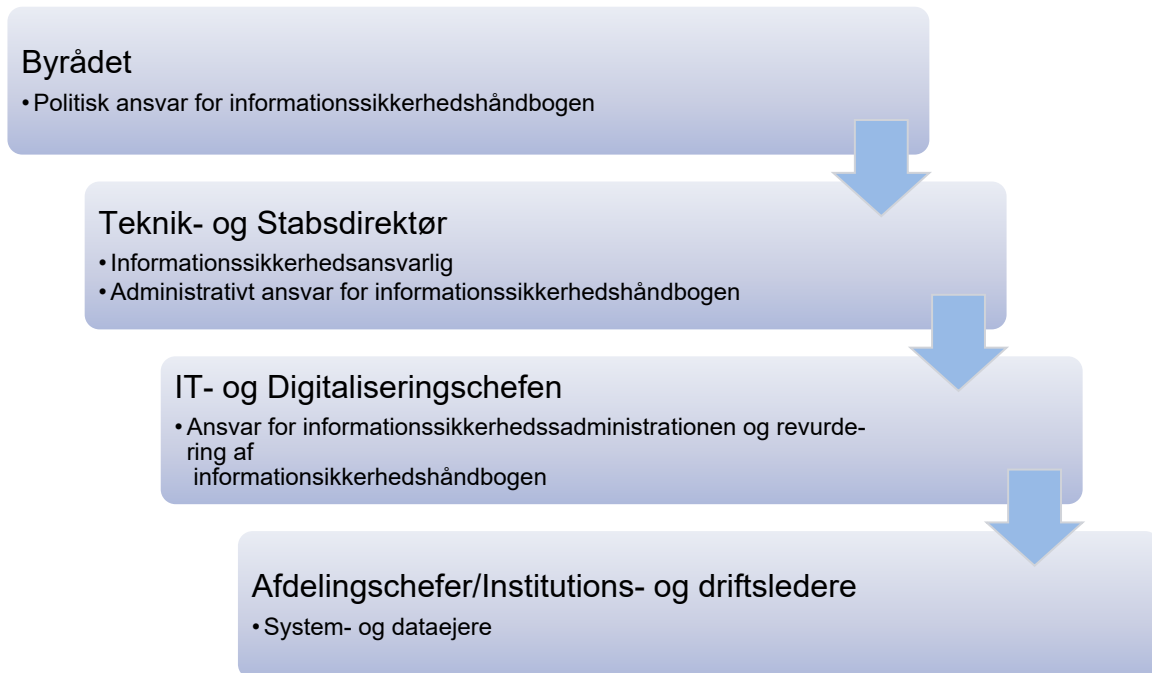 Byrådet
• Politisk ansvar for informationssikkerhedshåndbogen
Teknik- og Stabsdirektør
• Informationssikkerhedsansvarlig
• Administrativt ansvar for informationssikkerhedshåndbogen
IT- og Digitaliseringschefen
• Ansvar for informationssikkerhedssadministrationen og revurde-
ring af
informationsikkerhedshåndbogen
Afdelingschefer/Institutions- og driftsledere
• System- og dataejere